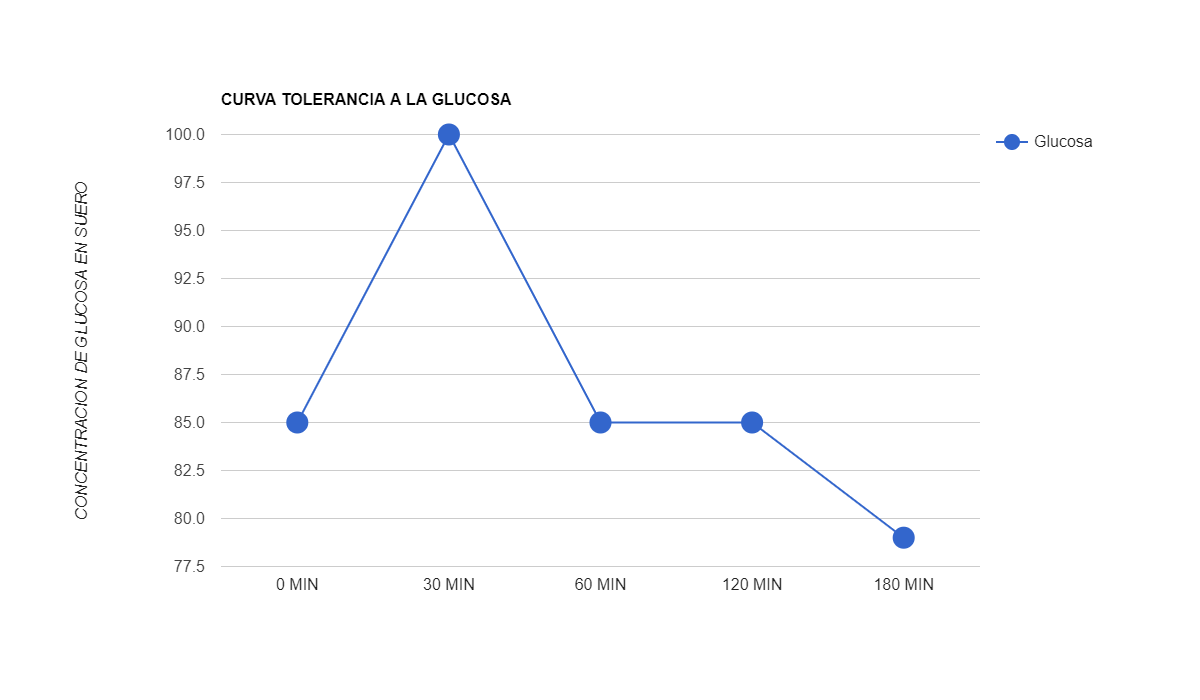 CURVA TOLERANCIA A LA GLUCOSA
Glucosa
CONCENTRACION DE GLUCOSA EN SUERO
100.0
97.5
95.0
92.5
90.0
87.5
85.0
82.5
80.0
77.5
0 MIN
30 MIN
60 MIN
120 MIN
180 MIN